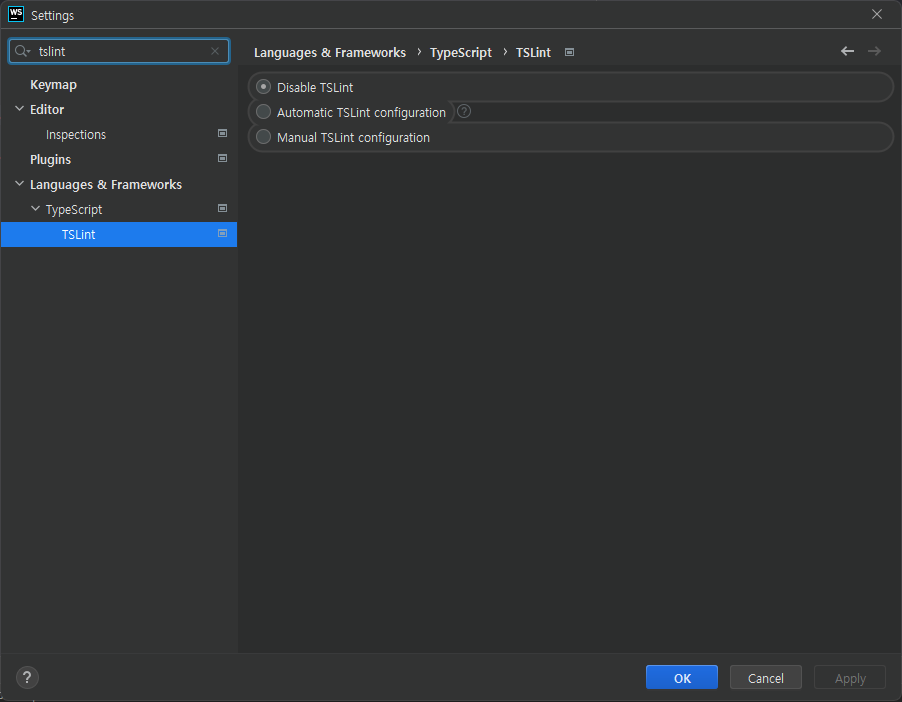 WS Settings
tslint
Keymap
Editor
Inspections
Plugins
Languages & Frameworks
TypeScript
TSLint
Languages & Frameworks › TypeScript › TSLint
Disable TSLint
Automatic TSLint configuration ?
Manual TSLint configuration
? OK Cancel Apply